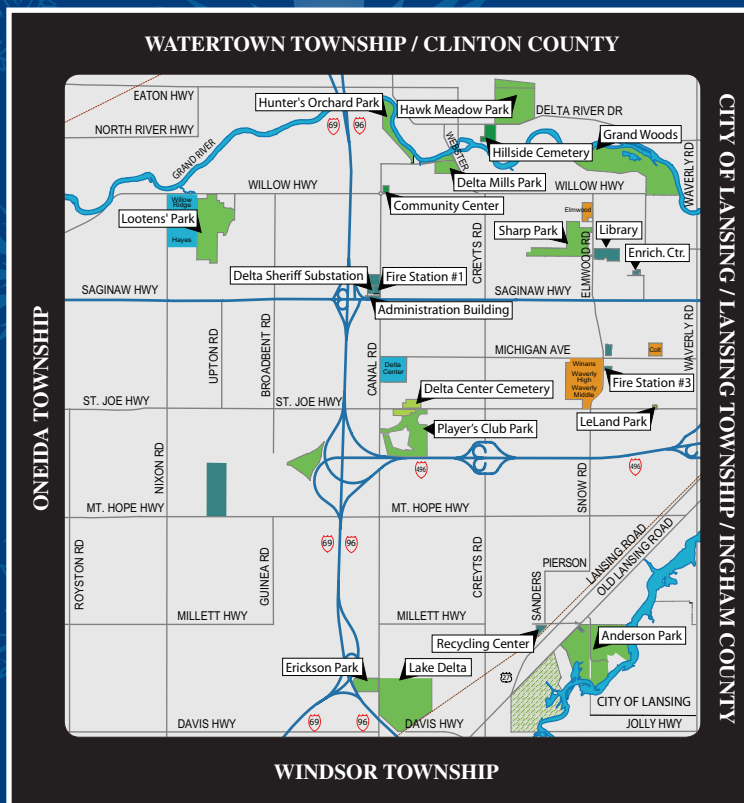 WATERTOWN TOWNSHIP / CLINTON COUNTY
CITY OF LANSING / LANSING TOWNSHIP / INGHAM COUNTY
ONEIDA TOWNSHIP
WINDSOR TOWNSHIP
EATON HWY
Hunter's Orchard Park
Hawk Meadow Park
DELTA RIVER DR
NORTH RIVER HWY
69
96
WEBSTER
Grand Woods
GRAND RIVER
Hillside Cemetery
WAVERLY RD
Delta Mills Park
WILLOW HWY
WILLOW HWY
Willow
Ridge
Community Center
Lootens' Park
Elmwood
Hayes
Sharp Park
Library
CREYTS RD
ELMWOOD RD
Enrich. Ctr.
Delta Sheriff Substation
Fire Station #1
SAGINAW HWY
SAGINAW HWY
Administration Building
UPTON RD
BROADBENT RD
CANAL RD
WAVERLY RD
MICHIGAN AVE
Colt
Delta
Center
Winans
Waverly
High
Waverly
Middle
Fire Station #3
Delta Center Cemetery
ST. JOE HWY
ST. JOE HWY
LeLand Park
Player's Club Park
NIXON RD
496
496
SNOW RD
MT. HOPE HWY
MT. HOPE HWY
69
96
LANSING ROAD
OLD LANSING ROAD
ROYSTON RD
GUINEA RD
CREYTS RD
PIERSON
SANDERS
MILLETT HWY
MILLETT HWY
Recycling Center
Anderson Park
Erickson Park
Lake Delta
27
CITY OF LANSING
69
96
DAVIS HWY
DAVIS HWY
JOLLY HWY